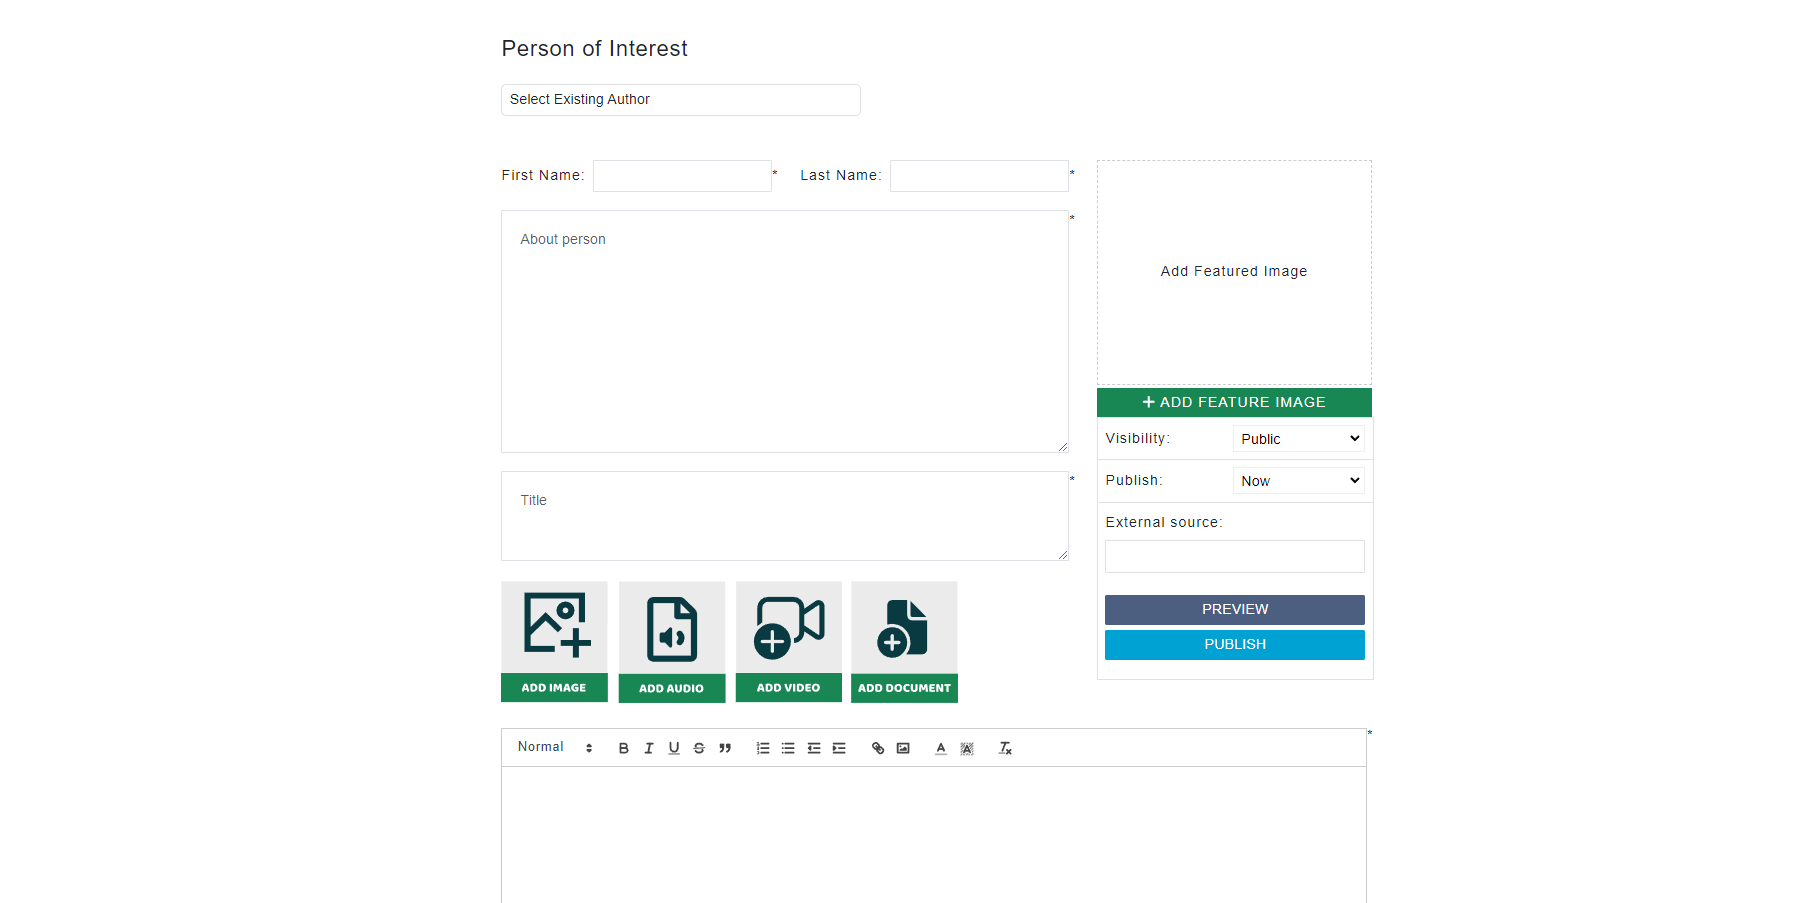 Person of Interest
Select Existing Author
First Name: * Last Name: *
About person *
Add Featured Image
+ ADD FEATURE IMAGE
Visibility: Public
Publish: Now
External source:
PREVIEW
PUBLISH
Title *
ADD IMAGE ADD AUDIO ADD VIDEO ADD DOCUMENT
Normal *